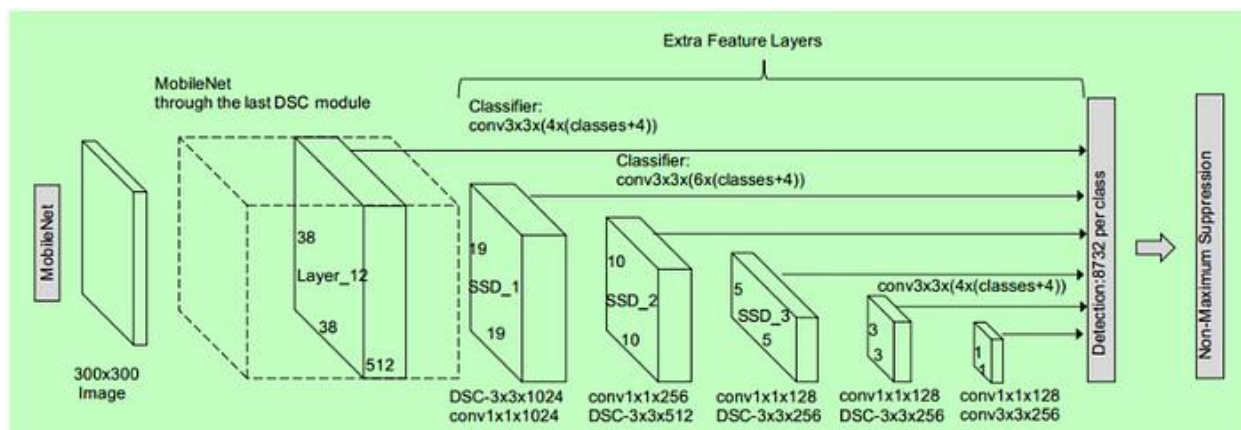 Extra Feature Layers
MobileNet
through the last DSC module
Classifier:
conv3x3x(4x(classes+4))
Classifier:
conv3x3x(6x(classes+4))
MobileNet
300x300
Image
38
Layer_12
38
512
19
SSD_1
19
10
SSD_2
10
5
SSD_3
5
conv3x3x(4x(classes+4))
3
3
1
1
DSC-3x3x1024
conv1x1x1024
conv1x1x256
DSC-3x3x512
conv1x1x128
DSC-3x3x256
conv1x1x128
DSC-3x3x256
conv1x1x128
conv3x3x256
Detection:8732 per class
Non-Maximum Suppression